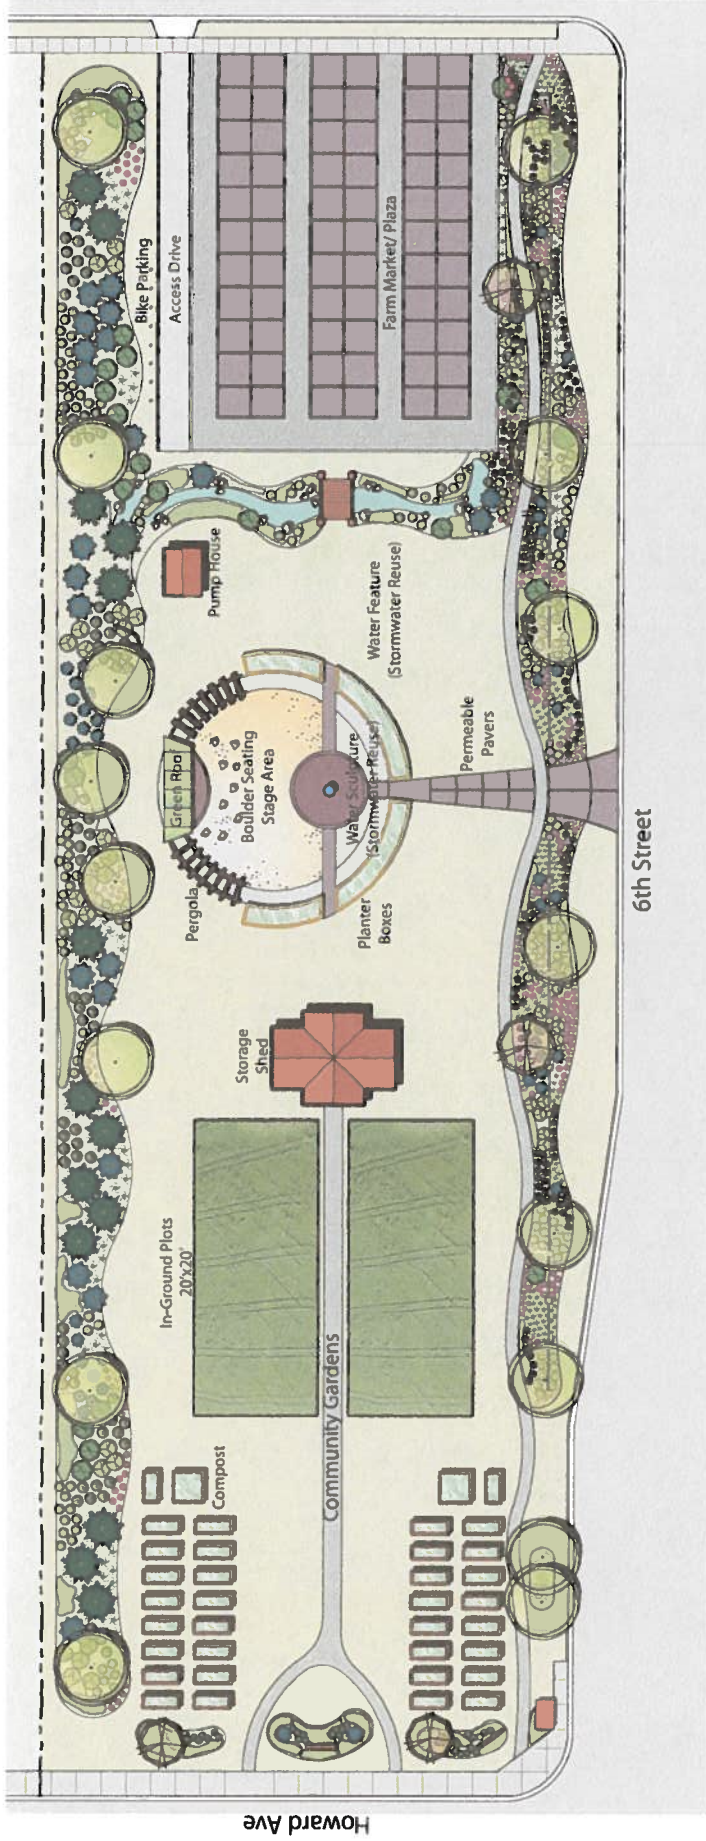 Bike Parking
Access Drive
Farm Market/ Plaza
Pump House
Water Feature
(Stormwater Reuse)
Green Roof
Boulder Seating
Stage Area
Water Sculpture
(Stormwater Reuse)
Permeable
Pavers
Pergola
Planter
Boxes
6th Street
Storage
Shed
In-Ground Plots
20'x20'
Community Gardens
Compost
Howard Ave